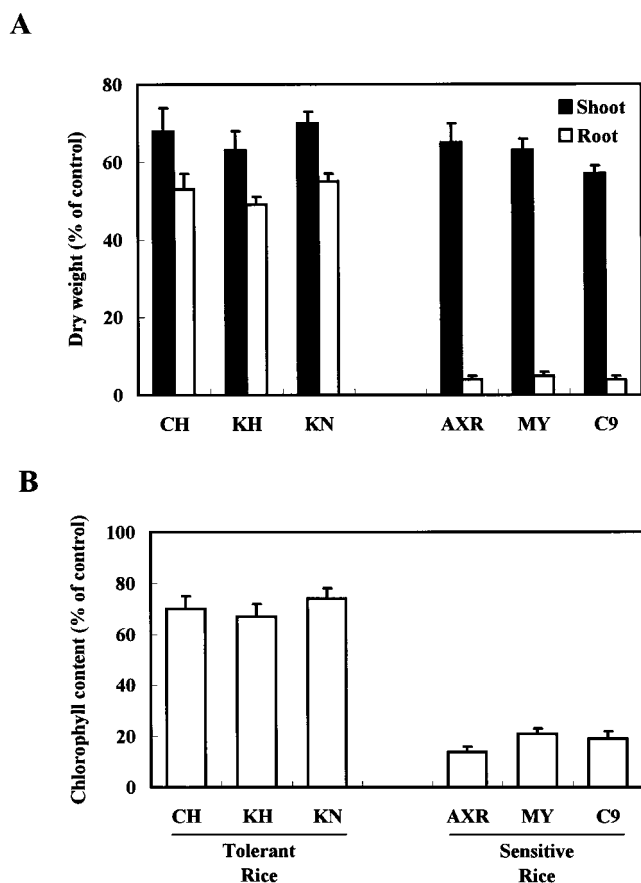 A
Dry weight (% of control)
80
60
40
20
0
Shoot
Root
CH KH KN AXR MY C9
B
Chlorophyll content (% of control)
100
80
60
40
20
0
CH KH KN AXR MY C9
Tolerant Rice
Sensitive Rice